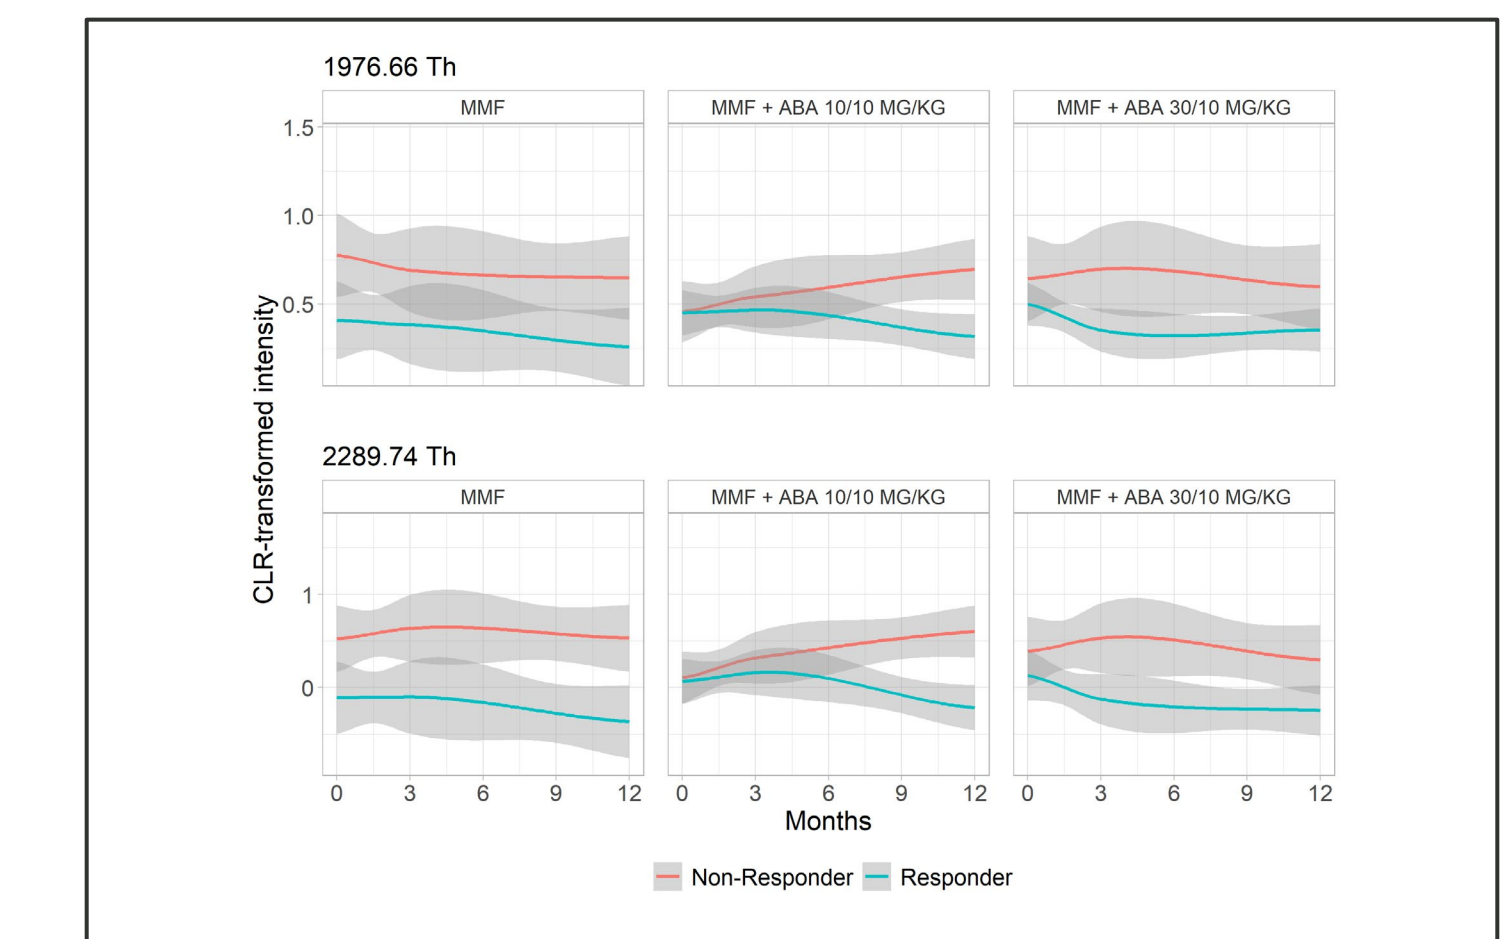 1976.66 Th
MMF
MMF + ABA 10/10 MG/KG
MMF + ABA 30/10 MG/KG
1.5
1.0
0.5
CLR-transformed intensity
2289.74 Th
MMF
MMF + ABA 10/10 MG/KG
MMF + ABA 30/10 MG/KG
1
0
0 3 6 9 12 0 3 6 9 12 0 3 6 9 12
Months
Non-Responder Responder